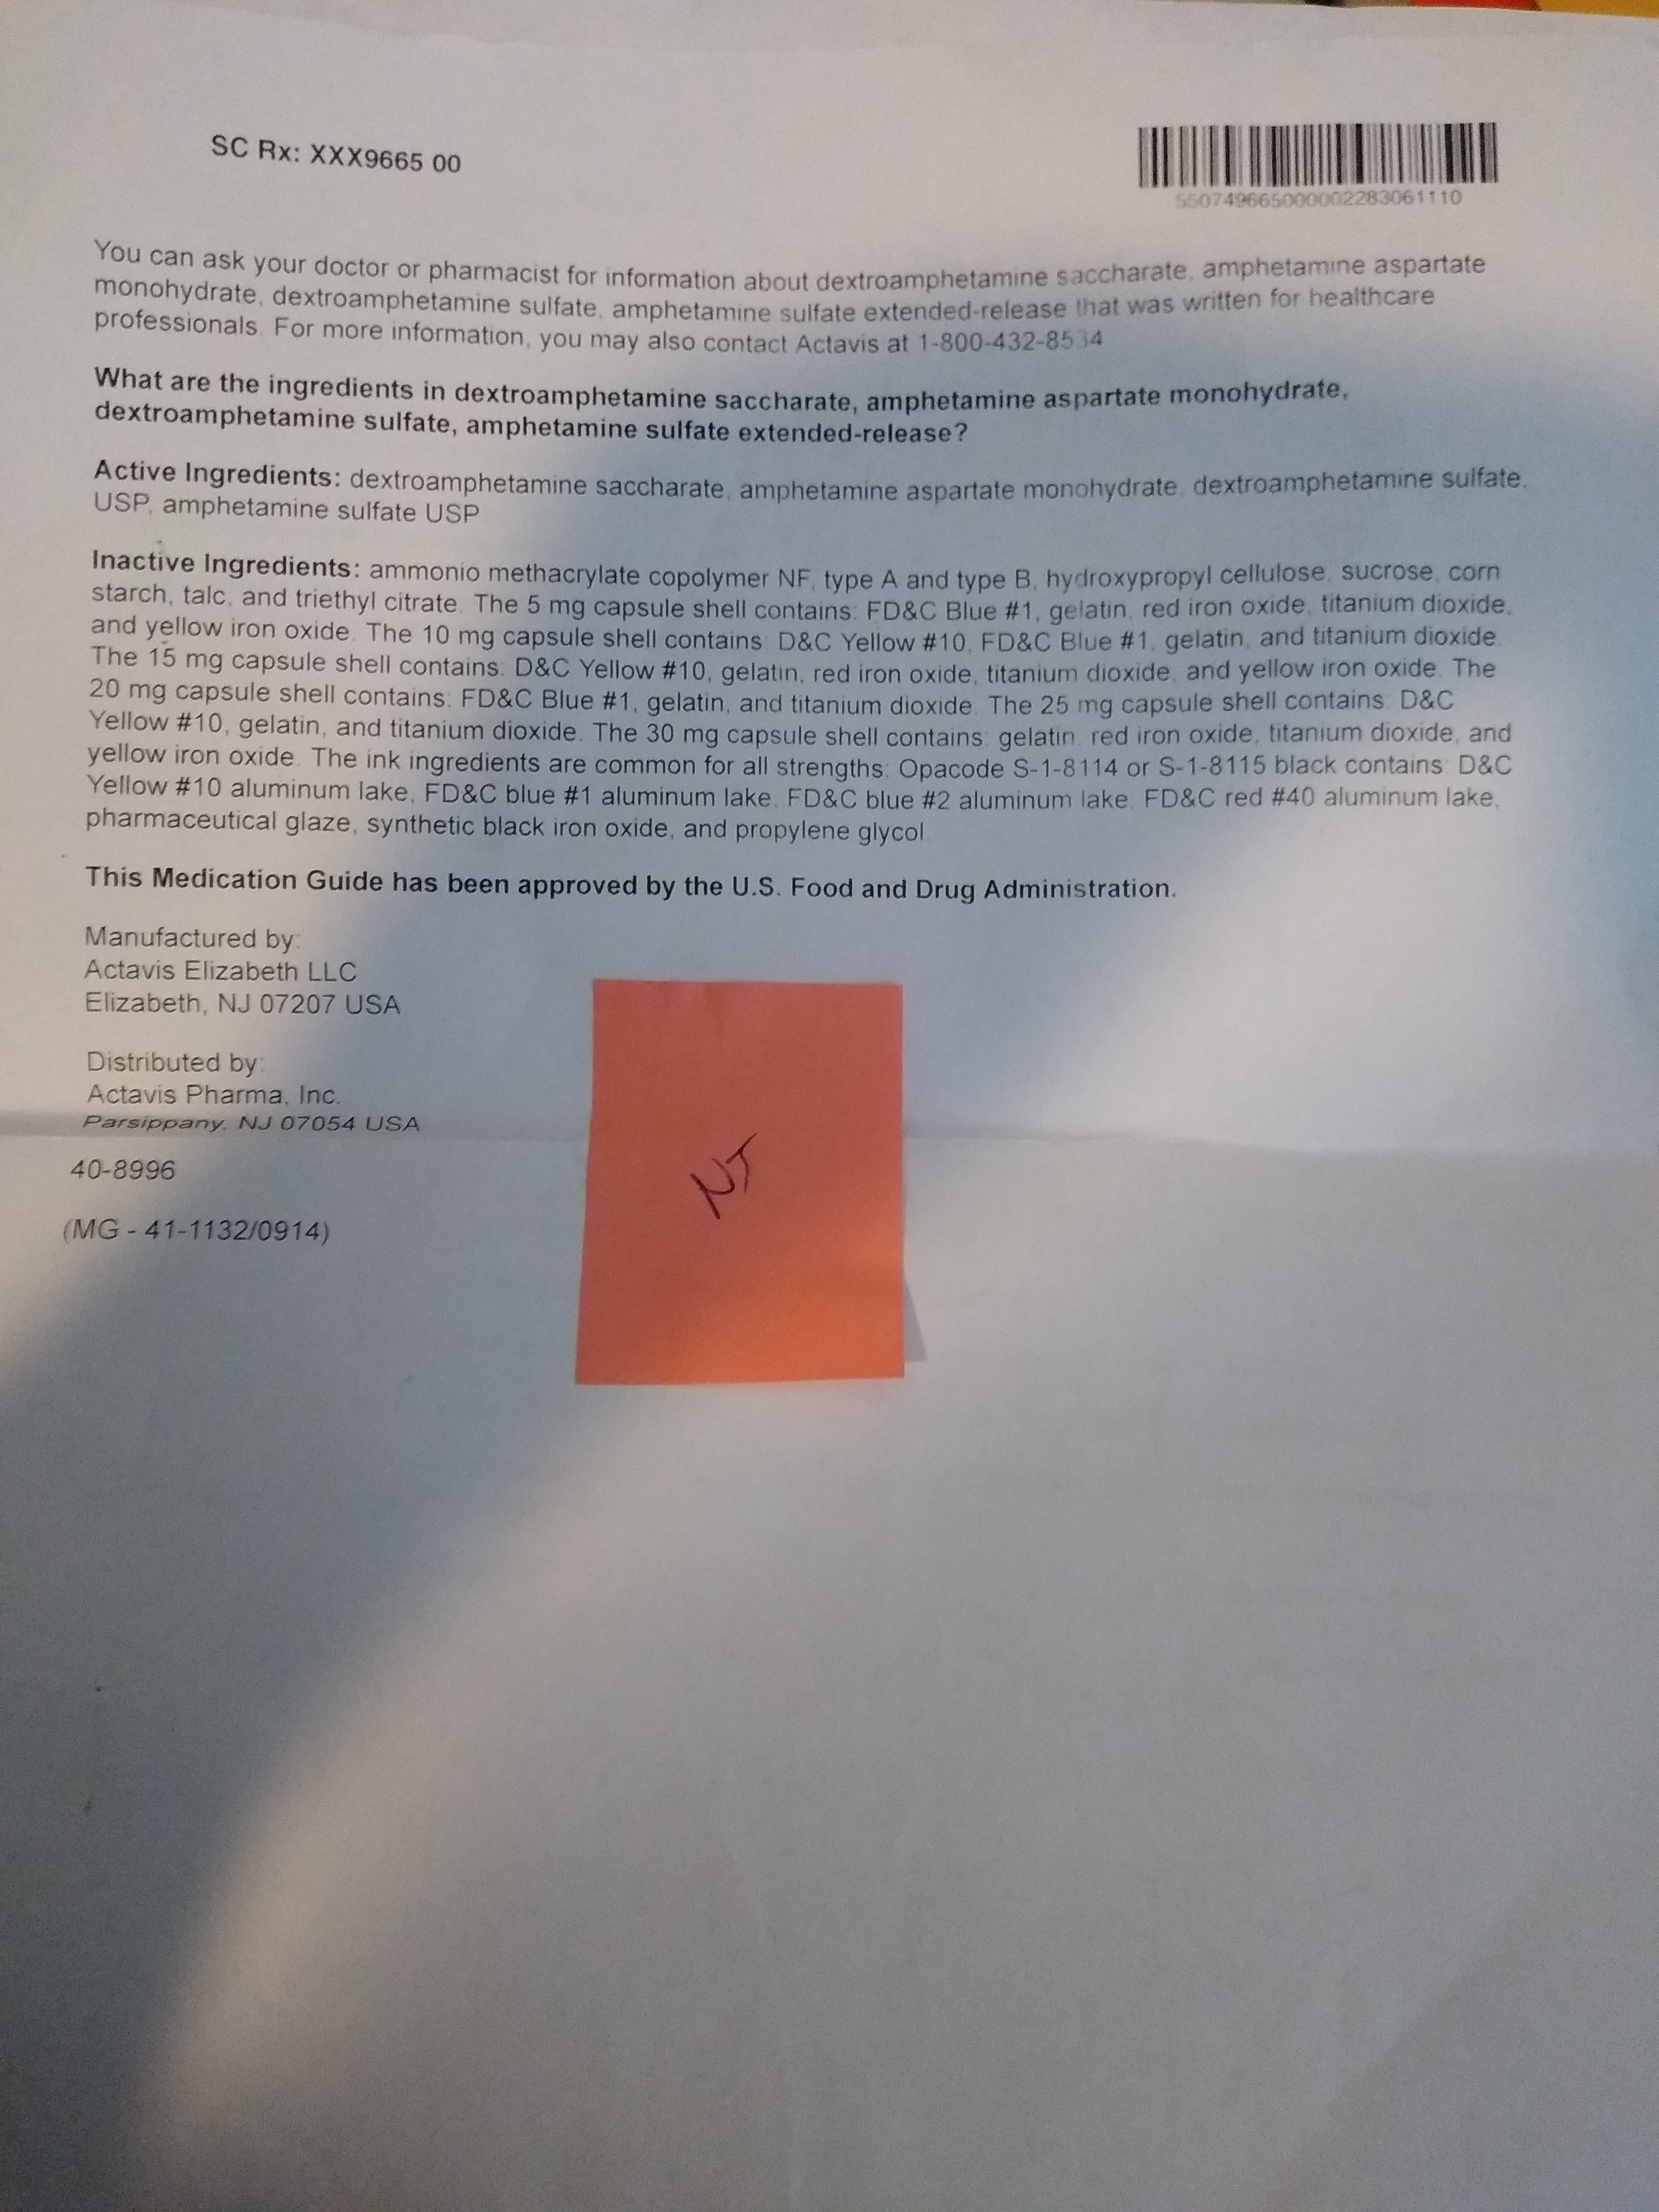 SC Rx: XXX9665 00
You can ask your doctor or pharmacist for information about dextroamphetamine saccharate, amphetamine aspartate
monohydrate, dextroamphetamine sulfate, amphetamine sulfate extended-release that was written for healthcare
professionals. For more information, you may also contact Actavis at
What are the ingredients in dextroamphetamine saccharate, amphetamine aspartate monohydrate,
dextroamphetamine sulfate, amphetamine sulfate extended-release?
Active Ingredients: dextroamphetamine saccharate, amphetamine aspartate monohydrate, dextroamphetamine sulfate,
USP, amphetamine sulfate USP
Inactive Ingredients: ammonio methacrylate copolymer NF, type A and type B, hydroxypropyl cellulose, sucrose, corn
starch, talc, and triethyl citrate. The 5 mg capsule shell contains: FD&C Blue #1, gelatin, red iron oxide, titanium dioxide,
and yellow iron oxide. The 10 mg capsule shell contains: D&C Yellow #10, FD&C Blue #1, gelatin, and titanium dioxide.
The 15 mg capsule shell contains: D&C Yellow #10, gelatin, red iron oxide, titanium dioxide, and yellow iron oxide. The
20 mg capsule shell contains: FD&C Blue #1, gelatin, and titanium dioxide. The 25 mg capsule shell contains: D&C
Yellow #10, gelatin, and titanium dioxide. The 30 mg capsule shell contains: gelatin, red iron oxide, titanium dioxide, and
yellow iron oxide. The ink ingredients are common for all strengths: Opacode S-1-8114 or S-1-8115 black contains: D&C
Yellow #10 aluminum lake, FD&C blue #1 aluminum lake, FD&C blue #2 aluminum lake, FD&C red #40 aluminum lake,
pharmaceutical glaze, synthetic black iron oxide, and propylene glycol.
This Medication Guide has been approved by the U.S. Food and Drug Administration.
Manufactured by:
Actavis Elizabeth LLC
Elizabeth, NJ 07207 USA
Distributed by:
Actavis Pharma, Inc.
Parsippany, NJ 07054 USA
40-8996
(MG - 41-1132/0914)
NJ